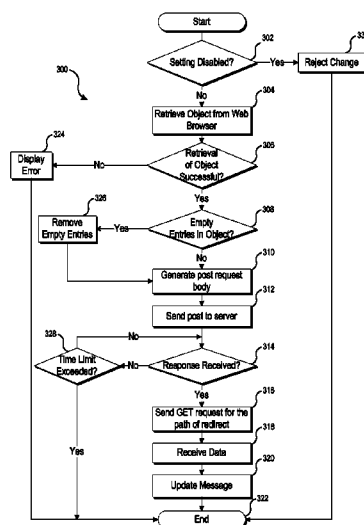 Start
302
Setting Disabled?
Yes
Reject Change
300
No
304
Retrieve Object from Web
Browser
324
Display
Error
306
Retrieval
of Object
Successful?
No
Yes
326
Remove
Empty Entries
308
Empty
Entries in Object?
Yes
No
310
Generate post request
body
312
Send post to server
328
Time Limit
Exceeded?
314
Response Received?
No
No
Yes
Yes
316
Send GET request for the
path of redirect
318
Receive Data
320
Update Message
322
End